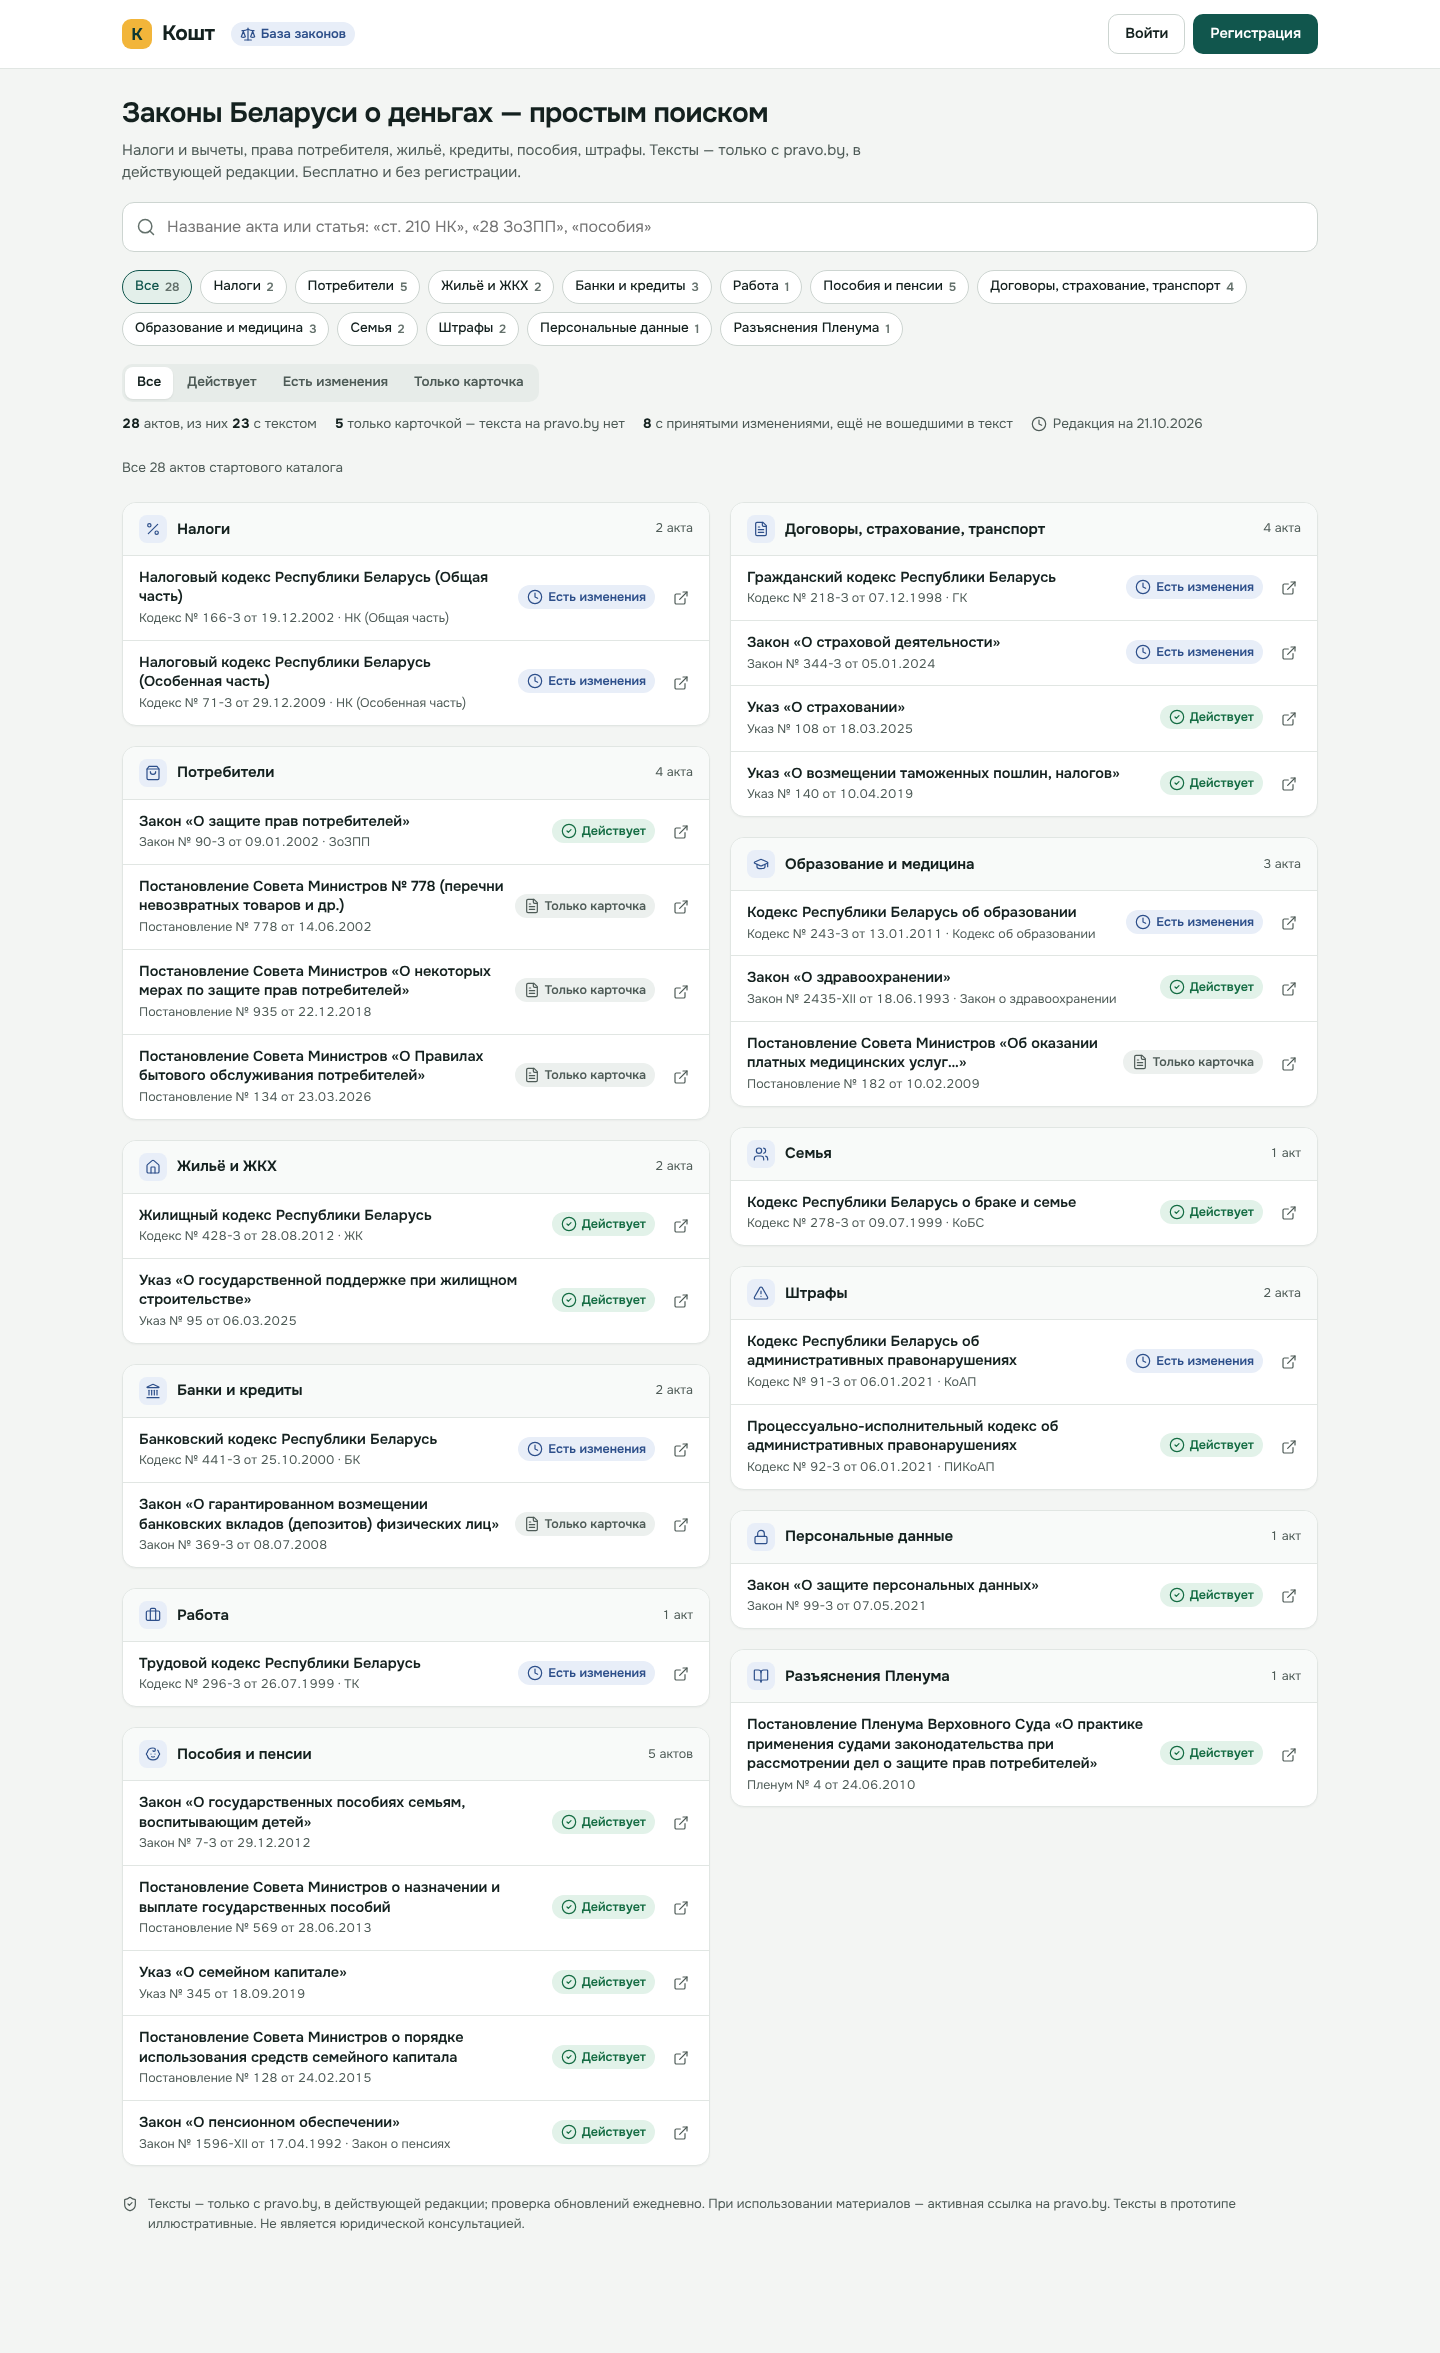 К Кошт База законов Войти Регистрация
Законы Беларуси о деньгах — простым поиском
Налоги и вычеты, права потребителя, жильё, кредиты, пособия, штрафы. Тексты — только с pravo.by, в
действующей редакции. Бесплатно и без регистрации.
Название акта или статья: «ст. 210 НК», «28 ЗоЗПП», «пособия»
Все 28 Налоги 2 Потребители 5 Жильё и ЖКХ 2 Банки и кредиты 3 Работа 1 Пособия и пенсии 5 Договоры, страхование, транспорт 4
Образование и медицина 3 Семья 2 Штрафы 2 Персональные данные 1 Разъяснения Пленума 1
Все Действует Есть изменения Только карточка
28 актов, из них 23 с текстом 5 только карточкой — текста на pravo.by нет 8 с принятыми изменениями, ещё не вошедшими в текст Редакция на 21.10.2026
Все 28 актов стартового каталога
Налоги 2 акта
Налоговый кодекс Республики Беларусь (Общая
часть)
Есть изменения
Кодекс № 166-З от 19.12.2002 · НК (Общая часть)
Налоговый кодекс Республики Беларусь
(Особенная часть)
Есть изменения
Кодекс № 71-З от 29.12.2009 · НК (Особенная часть)
Потребители 4 акта
Закон «О защите прав потребителей»
Действует
Закон № 90-З от 09.01.2002 · ЗоЗПП
Постановление Совета Министров № 778 (перечни
невозвратных товаров и др.)
Только карточка
Постановление № 778 от 14.06.2002
Постановление Совета Министров «О некоторых
мерах по защите прав потребителей»
Только карточка
Постановление № 935 от 22.12.2018
Постановление Совета Министров «О Правилах
бытового обслуживания потребителей»
Только карточка
Постановление № 134 от 23.03.2026
Жильё и ЖКХ 2 акта
Жилищный кодекс Республики Беларусь
Действует
Кодекс № 428-З от 28.08.2012 · ЖК
Указ «О государственной поддержке при жилищном
строительстве»
Действует
Указ № 95 от 06.03.2025
Банки и кредиты 2 акта
Банковский кодекс Республики Беларусь
Есть изменения
Кодекс № 441-З от 25.10.2000 · БК
Закон «О гарантированном возмещении
банковских вкладов (депозитов) физических лиц»
Только карточка
Закон № 369-З от 08.07.2008
Работа 1 акт
Трудовой кодекс Республики Беларусь
Есть изменения
Кодекс № 296-З от 26.07.1999 · ТК
Пособия и пенсии 5 актов
Закон «О государственных пособиях семьям,
воспитывающим детей»
Действует
Закон № 7-З от 29.12.2012
Постановление Совета Министров о назначении и
выплате государственных пособий
Действует
Постановление № 569 от 28.06.2013
Указ «О семейном капитале»
Действует
Указ № 345 от 18.09.2019
Постановление Совета Министров о порядке
использования средств семейного капитала
Действует
Постановление № 128 от 24.02.2015
Закон «О пенсионном обеспечении»
Действует
Закон № 1596-XII от 17.04.1992 · Закон о пенсиях
Договоры, страхование, транспорт 4 акта
Гражданский кодекс Республики Беларусь
Есть изменения
Кодекс № 218-З от 07.12.1998 · ГК
Закон «О страховой деятельности»
Есть изменения
Закон № 344-З от 05.01.2024
Указ «О страховании»
Действует
Указ № 108 от 18.03.2025
Указ «О возмещении таможенных пошлин, налогов»
Действует
Указ № 140 от 10.04.2019
Образование и медицина 3 акта
Кодекс Республики Беларусь об образовании
Есть изменения
Кодекс № 243-З от 13.01.2011 · Кодекс об образовании
Закон «О здравоохранении»
Действует
Закон № 2435-XII от 18.06.1993 · Закон о здравоохранении
Постановление Совета Министров «Об оказании
платных медицинских услуг…»
Только карточка
Постановление № 182 от 10.02.2009
Семья 1 акт
Кодекс Республики Беларусь о браке и семье
Действует
Кодекс № 278-З от 09.07.1999 · КоБС
Штрафы 2 акта
Кодекс Республики Беларусь об
административных правонарушениях
Есть изменения
Кодекс № 91-З от 06.01.2021 · КоАП
Процессуально-исполнительный кодекс об
административных правонарушениях
Действует
Кодекс № 92-З от 06.01.2021 · ПИКоАП
Персональные данные 1 акт
Закон «О защите персональных данных»
Действует
Закон № 99-З от 07.05.2021
Разъяснения Пленума 1 акт
Постановление Пленума Верховного Суда «О практике
применения судами законодательства при
рассмотрении дел о защите прав потребителей»
Действует
Пленум № 4 от 24.06.2010
Тексты — только с pravo.by, в действующей редакции; проверка обновлений ежедневно. При использовании материалов — активная ссылка на pravo.by. Тексты в прототипе
иллюстративные. Не является юридической консультацией.